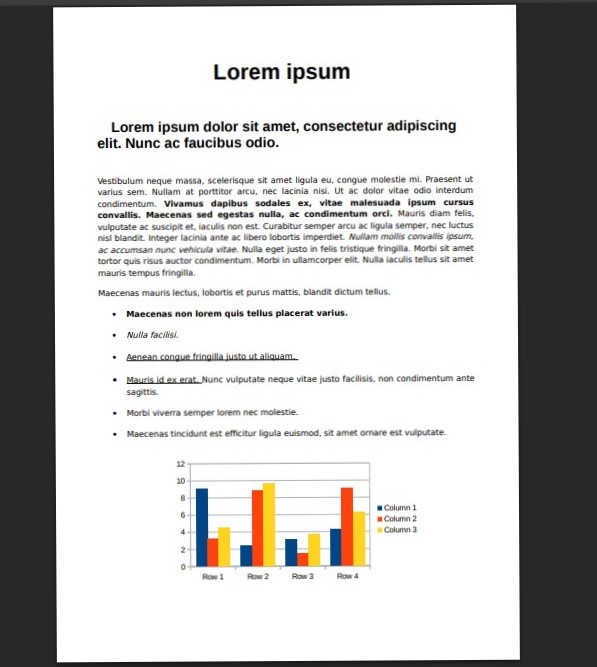 Lorem ipsum
Lorem ipsum dolor sit amet, consectetur adipiscing
elit. Nunc ac faucibus odio.
Vestibulum neque massa, scelerisque sit amet ligula eu, congue molestie mi. Praesent ut
varius sem. Nullam at porttitor arcu, nec lacinia nisi. Ut ac dolor vitae odio interdum
condimentum. Vivamus dapibus sodales ex, vitae malesuada ipsum cursus
convallis. Maecenas sed egestas nulla, ac condimentum orci. Mauris diam felis,
vulputate ac suscipit et, iaculis non est. Curabitur semper arcu ac ligula semper, nec luctus
nisl blandit. Integer lacinia ante ac libero lobortis imperdiet. Nullam mollis convallis ipsum,
ac accumsan nunc vehicula vitae. Nulla eget justo in felis tristique fringilla. Morbi sit amet
tortor quis risus auctor condimentum. Morbi in ullamcorper elit. Nulla iaculis tellus sit amet
mauris tempus fringilla.
Maecenas mauris lectus, lobortis et purus mattis, blandit dictum tellus.
• Maecenas non lorem quis tellus placerat varius.
• Nulla facilisi.
• Aenean congue fringilla justo ut aliquam.
• Mauris id ex erat. Nunc vulputate neque vitae justo facilisis, non condimentum ante
sagittis.
• Morbi viverra semper lorem nec molestie.
• Maecenas tincidunt est efficitur ligula euismod, sit amet ornare est vulputate.
12
10
8
6
4
2
0
Row 1 Row 2 Row 3 Row 4
Column 1
Column 2
Column 3